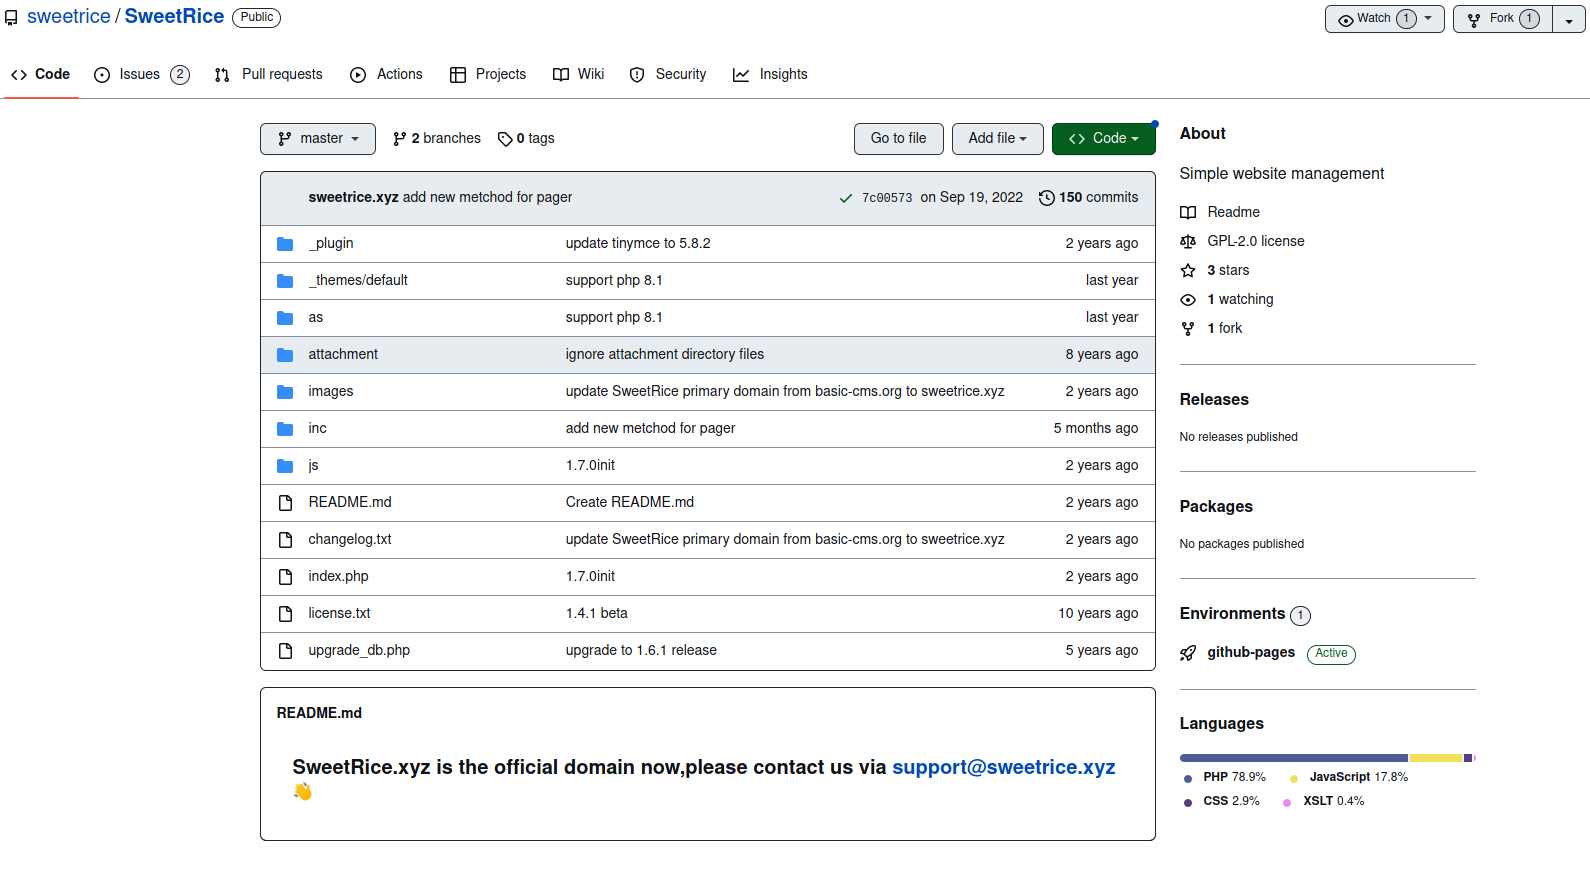 sweetrice / SweetRice Public
Watch 1 Fork 1
Code Issues 2 Pull requests Actions Projects Wiki Security Insights
master 2 branches 0 tags Go to file Add file Code
sweetrice.xyz add new metchod for pager 7c00573 on Sep 19, 2022 150 commits
_plugin update tinymce to 5.8.2 2 years ago
_themes/default support php 8.1 last year
as support php 8.1 last year
attachment ignore attachment directory files 8 years ago
images update SweetRice primary domain from basic-cms.org to sweetrice.xyz 2 years ago
inc add new metchod for pager 5 months ago
js 1.7.0init 2 years ago
README.md Create README.md 2 years ago
changelog.txt update SweetRice primary domain from basic-cms.org to sweetrice.xyz 2 years ago
index.php 1.7.0init 2 years ago
license.txt 1.4.1 beta 10 years ago
upgrade_db.php upgrade to 1.6.1 release 5 years ago
README.md
SweetRice.xyz is the official domain now,please contact us via support@sweetrice.xyz
👋
About
Simple website management
Readme
GPL-2.0 license
3 stars
1 watching
1 fork
Releases
No releases published
Packages
No packages published
Environments 1
github-pages Active
Languages
PHP 78.9% JavaScript 17.8%
CSS 2.9% XSLT 0.4%